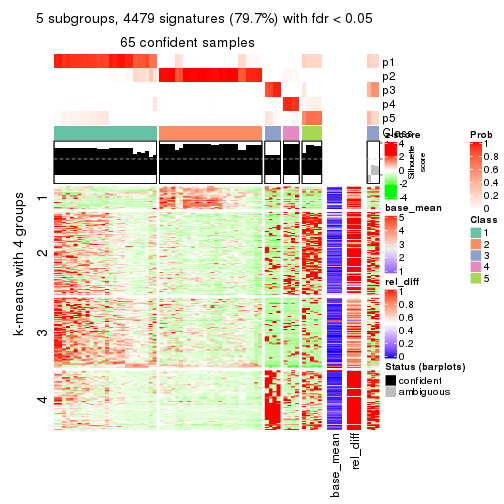 5 subgroups, 4479 signatures (79.7%) with fdr < 0.05
65 confident samples
p1
p2
p3
p4
p5
Class
1
2
3
4
k-means with 4 groups
base_mean
rel_diff
z-score
4
2
0
-2
-4
Silhouette
score
base_mean
5
4
3
2
1
rel_diff
1
0.8
0.6
0.4
0.2
0
Status (barplots)
confident
ambiguous
Prob
1
0.8
0.6
0.4
0.2
0
Class
1
2
3
4
5